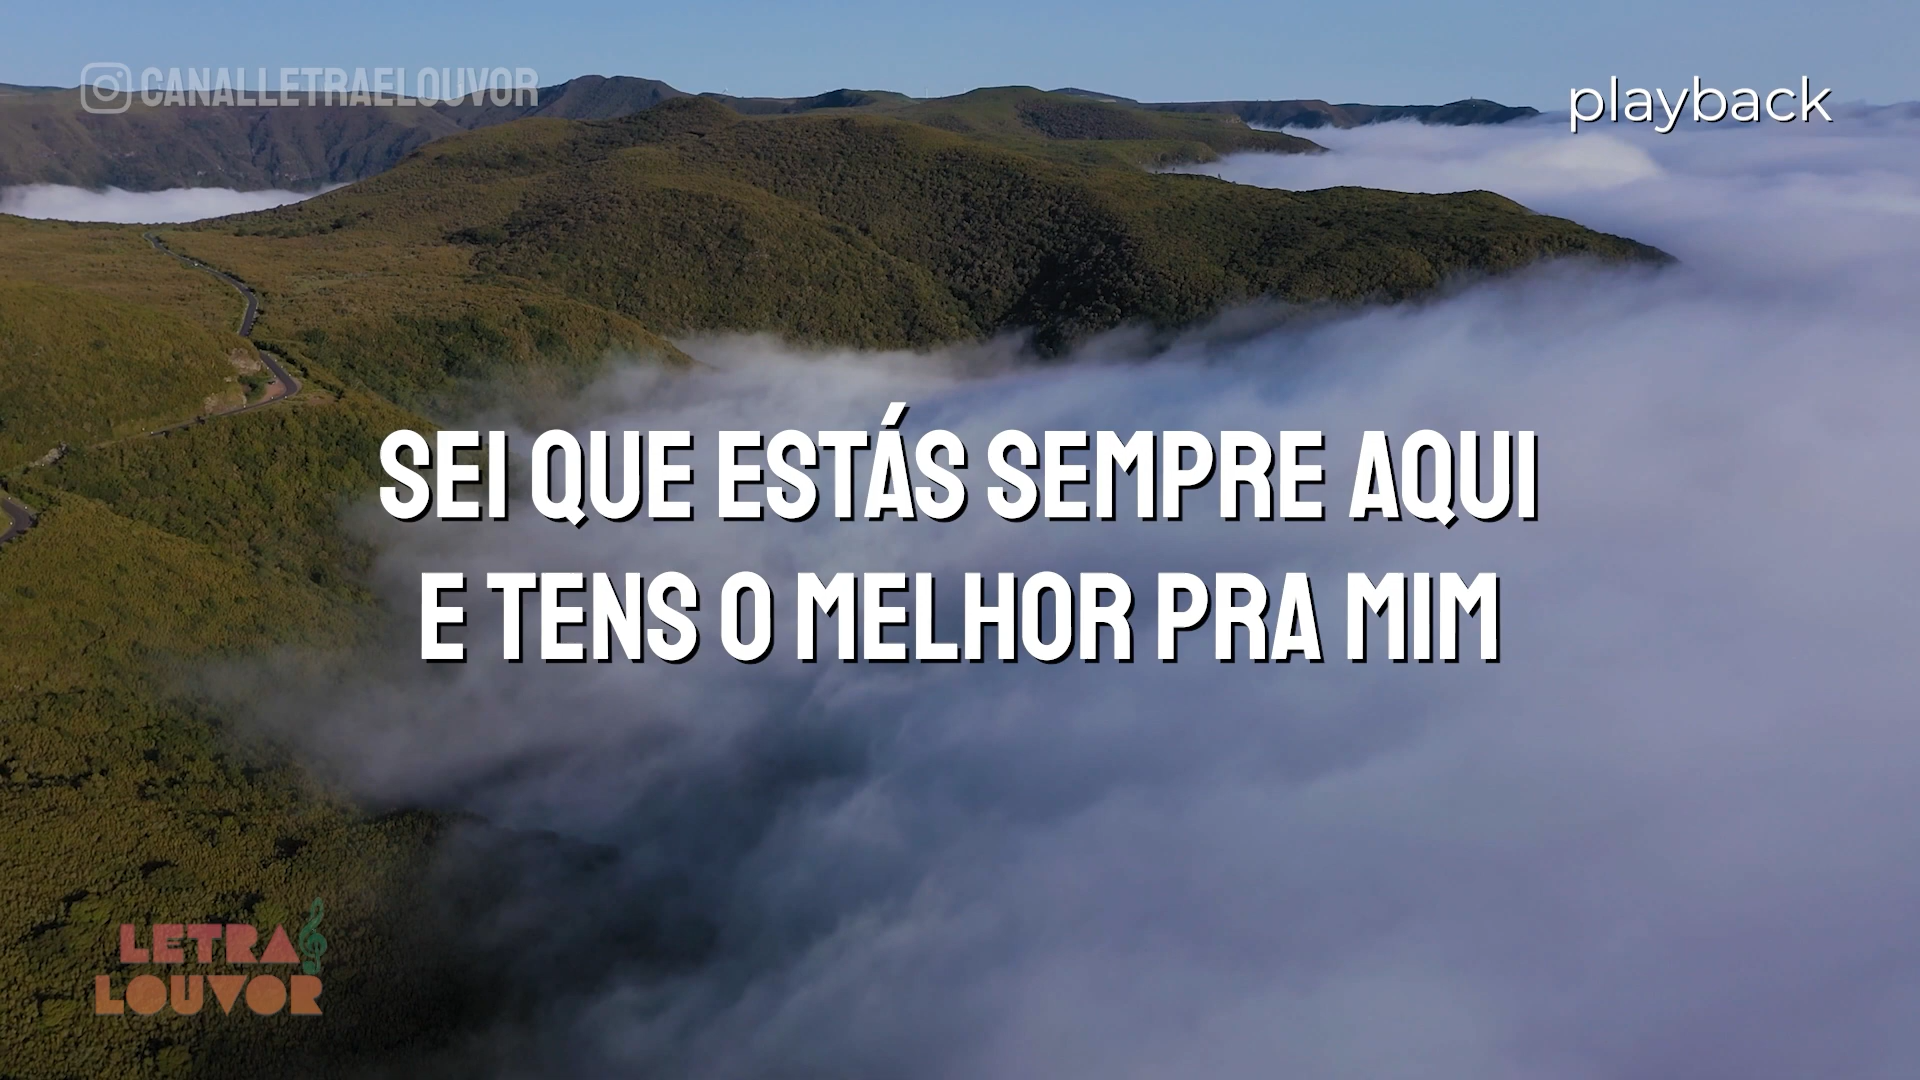 CANALLETRAELOUVOR
playback
SEI QUE ESTÁS SEMPRE AQUI
E TENS O MELHOR PRA MIM
LETRA
LOUVOR